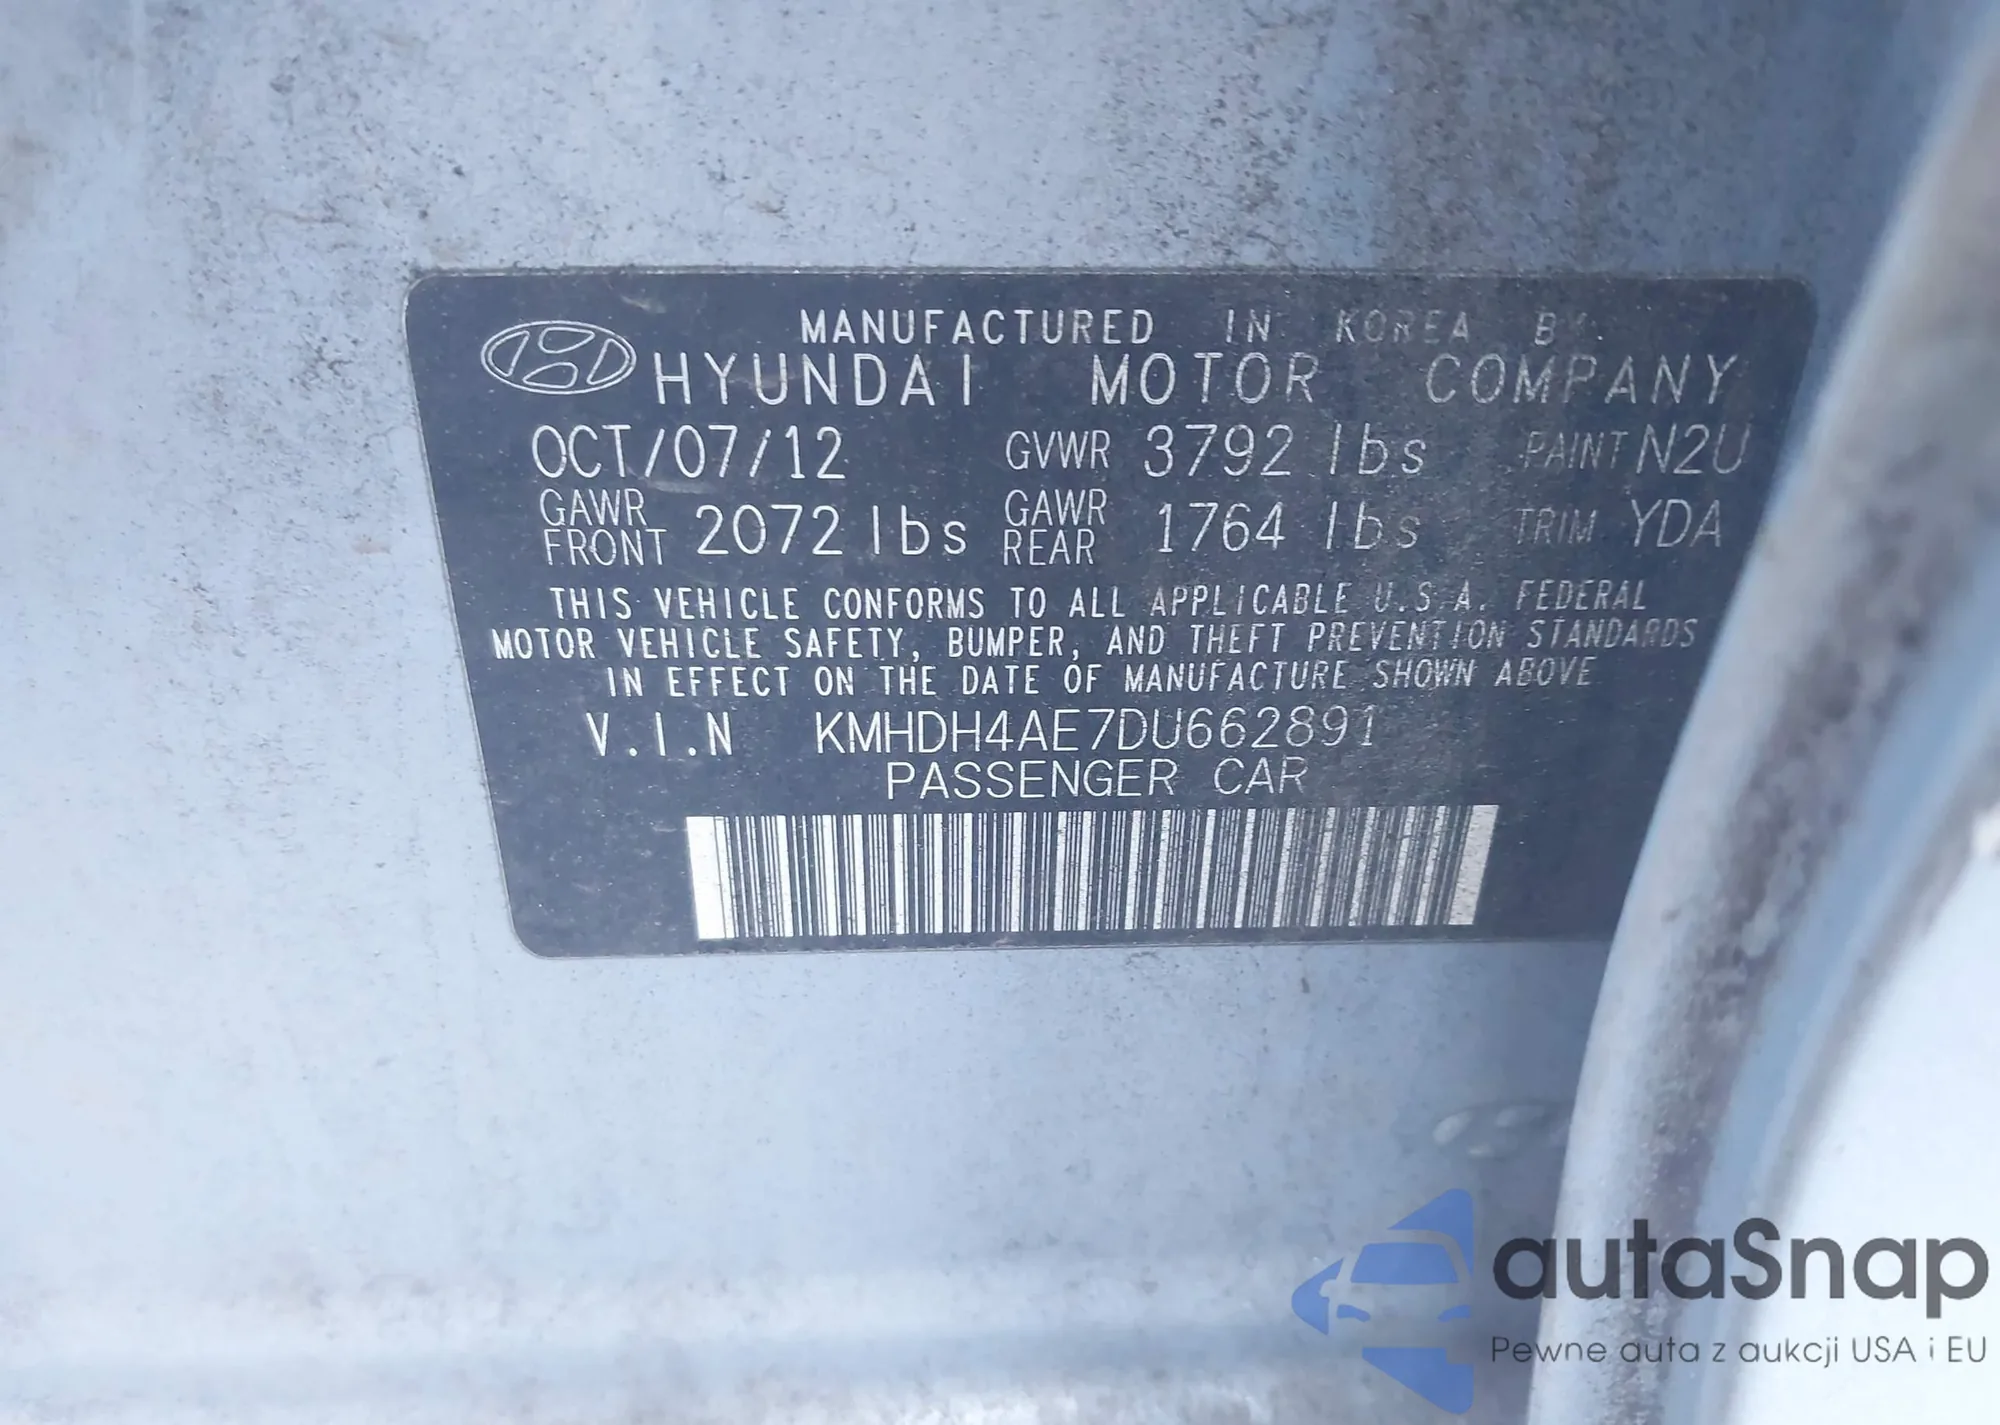 MANUFACTURED IN KOREA BY
HYUNDAI MOTOR COMPANY
OCT/07/12 GVWR 3792 lbs PAINT N2U
GAWR FRONT 2072 lbs GAWR REAR 1764 lbs TRIM YDA
THIS VEHICLE CONFORMS TO ALL APPLICABLE U.S.A. FEDERAL
MOTOR VEHICLE SAFETY, BUMPER, AND THEFT PREVENTION STANDARDS
IN EFFECT ON THE DATE OF MANUFACTURE SHOWN ABOVE
V.I.N KMHDH4AE7DU662891
PASSENGER CAR
autaSnap
Pewne auta z aukcji USA i EU